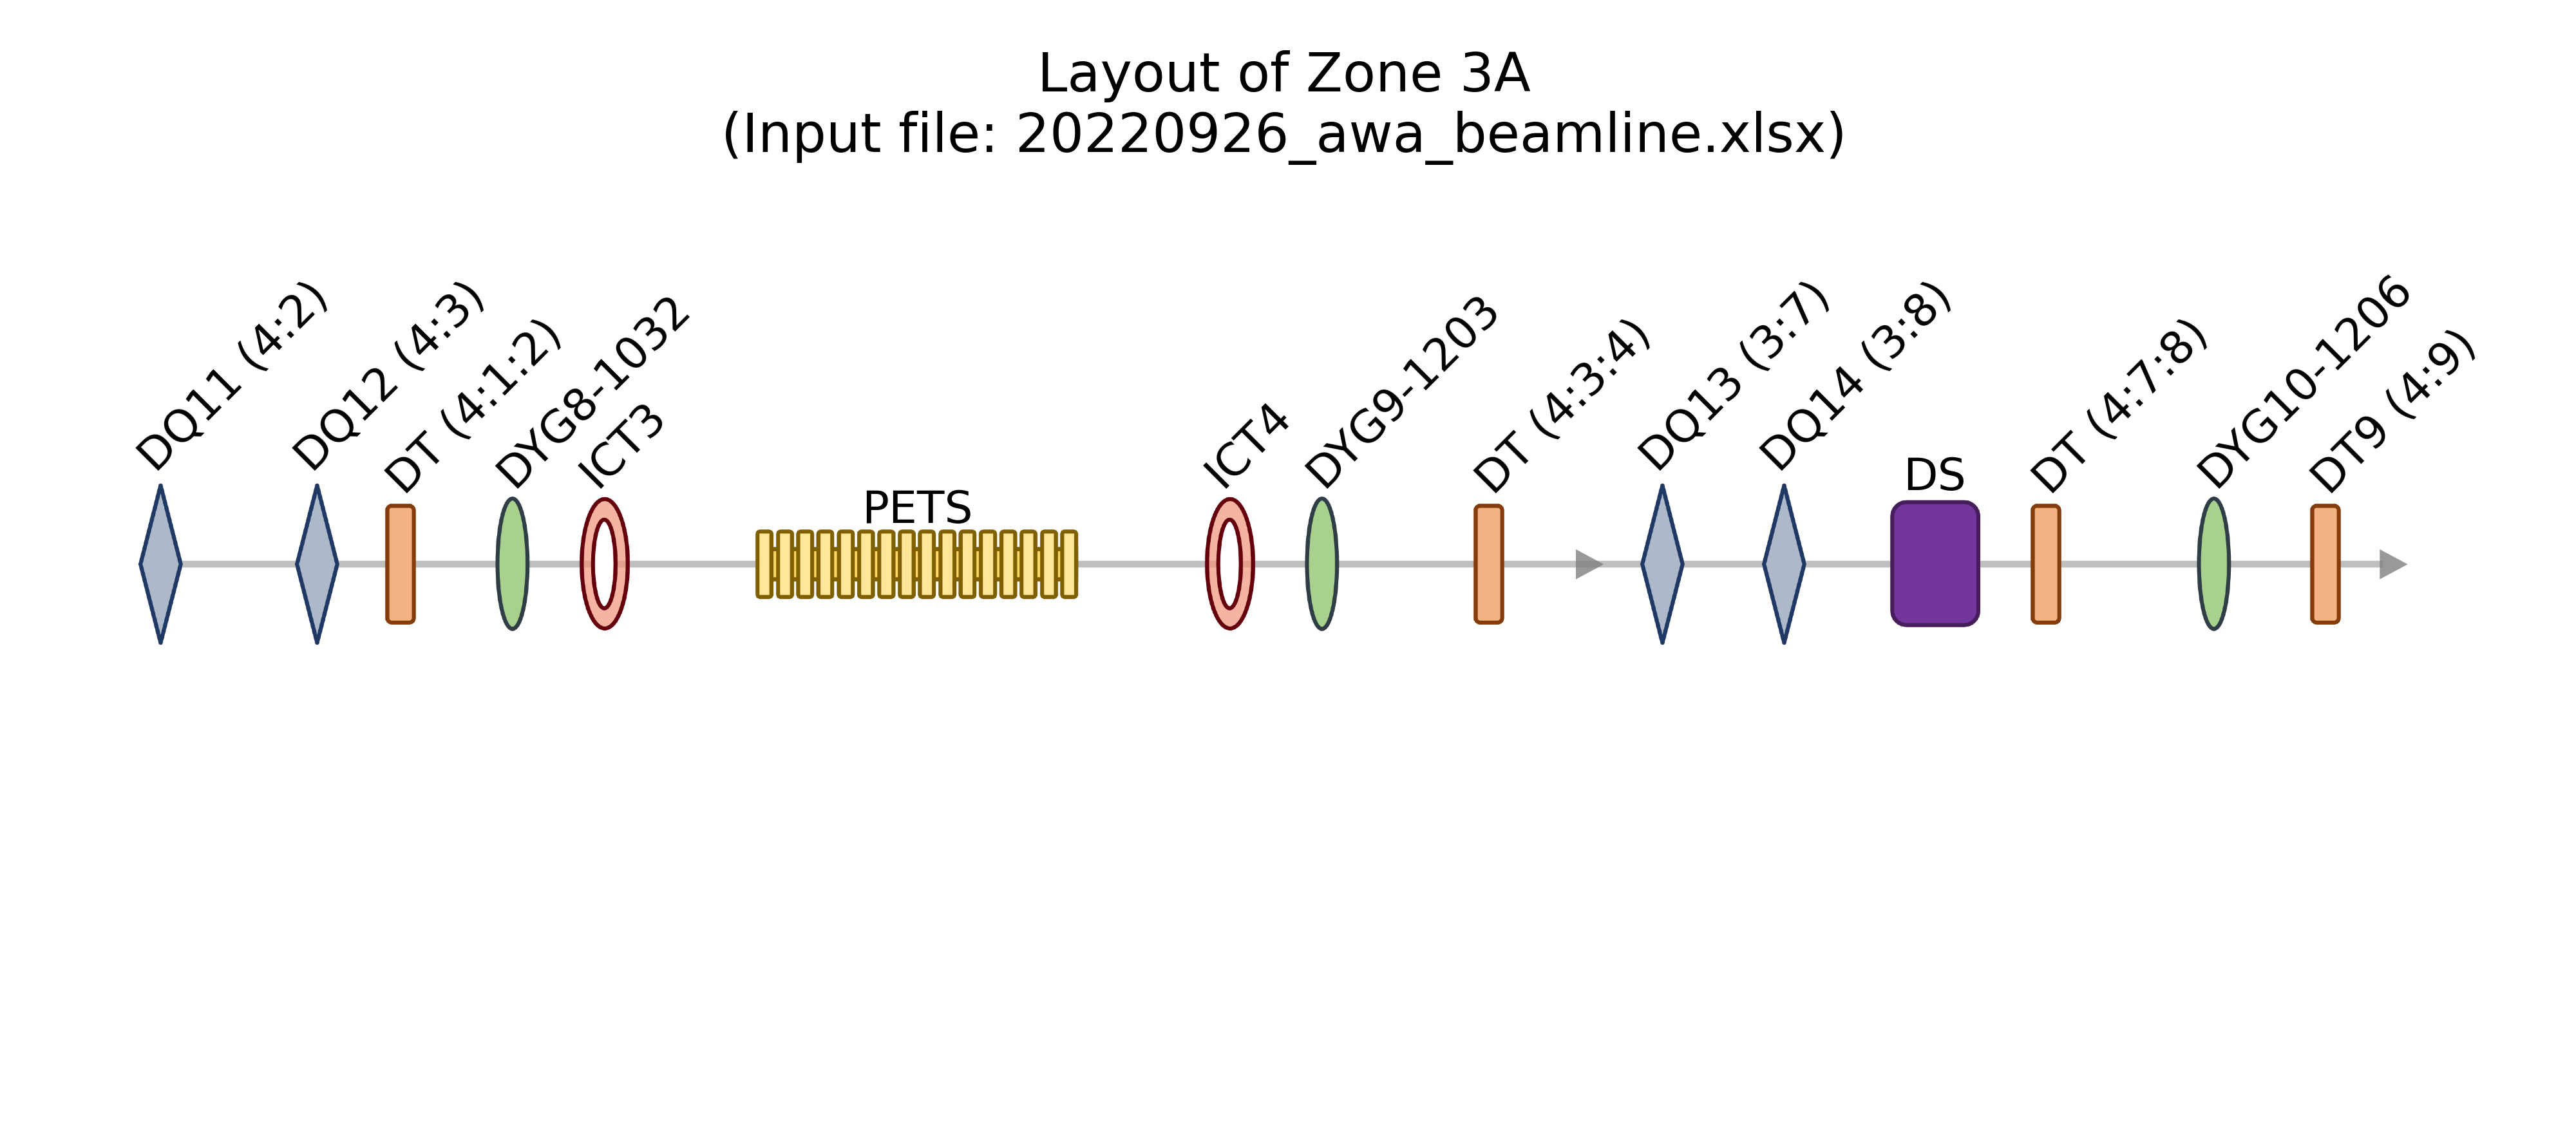 Layout of Zone 3A
(Input file: 20220926_awa_beamline.xlsx)
DQ11 (4:2)
DQ12 (4:3)
DT (4:1:2)
DYG8-1032
ICT3
PETS
ICT4
DYG9-1203
DT (4:3:4)
DQ13 (3:7)
DQ14 (3:8)
DS
DT (4:7:8)
DYG10-1206
DT9 (4:9)